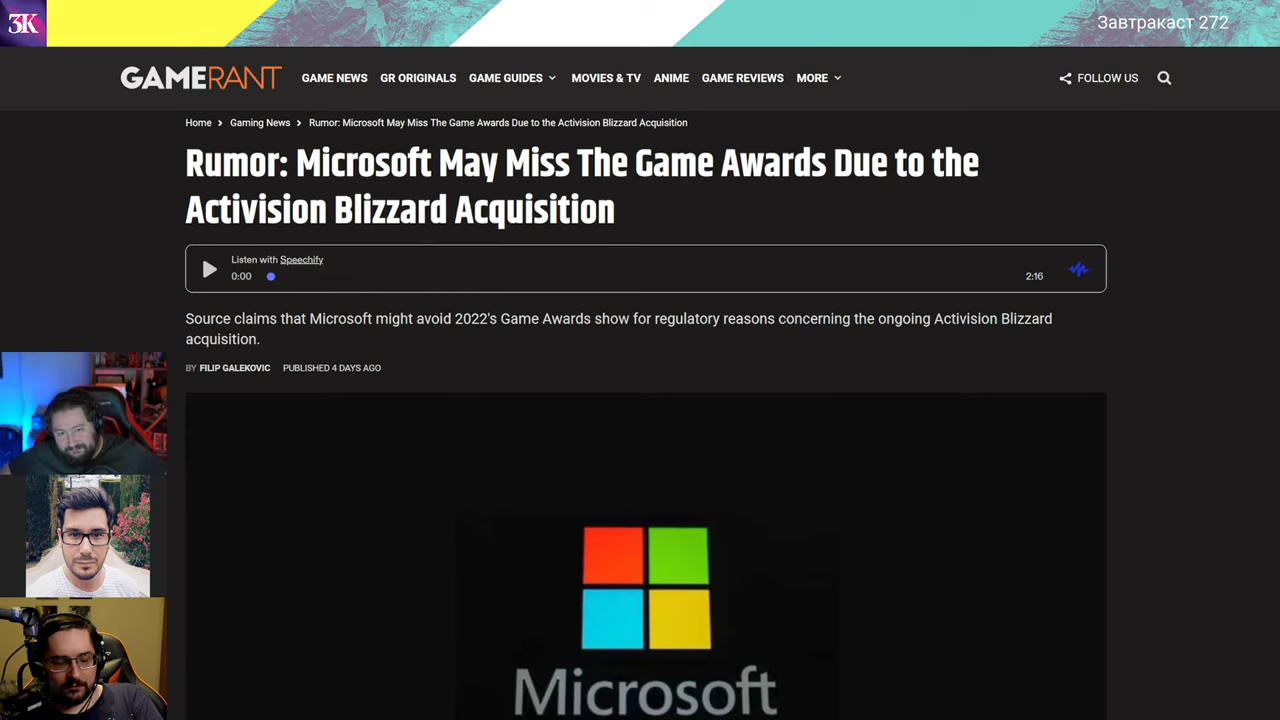 3K
Завтракаст 272
GAMERANT
GAME NEWS GR ORIGINALS GAME GUIDES MOVIES & TV ANIME GAME REVIEWS MORE
FOLLOW US
Home > Gaming News > Rumor: Microsoft May Miss The Game Awards Due to the Activision Blizzard Acquisition
Rumor: Microsoft May Miss The Game Awards Due to the
Activision Blizzard Acquisition
Listen with Speechify
0:00 2:16
Source claims that Microsoft might avoid 2022's Game Awards show for regulatory reasons concerning the ongoing Activision Blizzard
acquisition.
BY FILIP GALEKOVIC PUBLISHED 4 DAYS AGO
Microsoft